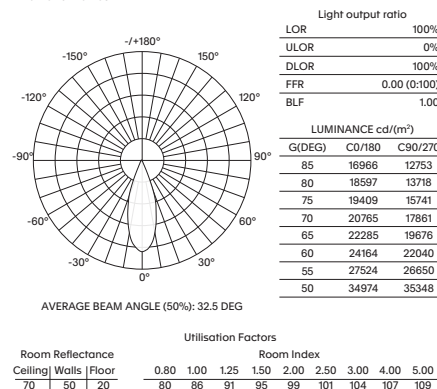 -/+180°
-150° 150°
-120° 120°
-90° 90°
-60° 60°
-30° 30°
0°
AVERAGE BEAM ANGLE (50%): 32.5 DEG
Light output ratio
LOR 100%
ULOR 0%
DLOR 100%
FFR 0.00 (0:100)
BLF 1.00
LUMINANCE cd/(m²)
G(DEG) C0/180 C90/270
85 16966 12753
80 18597 13718
75 19409 15741
70 20765 17861
65 22285 19676
60 24164 22040
55 27524 26650
50 34974 35348
Utilisation Factors
Room Reflectance Room Index
Ceiling Walls Floor 0.80 1.00 1.25 1.50 2.00 2.50 3.00 4.00 5.00
70 50 20 80 86 91 95 99 101 104 107 109